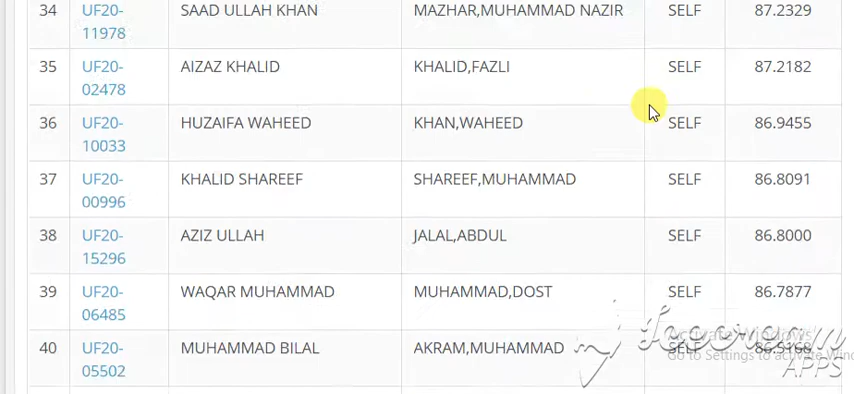 34 UF20- SAAD ULLAH KHAN MAZHAR,MUHAMMAD NAZIR SELF 87.2329
11978
35 UF20- AIZAZ KHALID KHALID,FAZLI SELF 87.2182
02478
36 UF20- HUZAIFA WAHEED KHAN,WAHEED SELF 86.9455
10033
37 UF20- KHALID SHAREEF SHAREEF,MUHAMMAD SELF 86.8091
00996
38 UF20- AZIZ ULLAH JALAL,ABDUL SELF 86.8000
15296
39 UF20- WAQAR MUHAMMAD MUHAMMAD,DOST SELF 86.7877
06485
Activate Windows
40 UF20- MUHAMMAD BILAL AKRAM,MUHAMMAD SELF
05502
Go to Settings to activate Wind
APPS